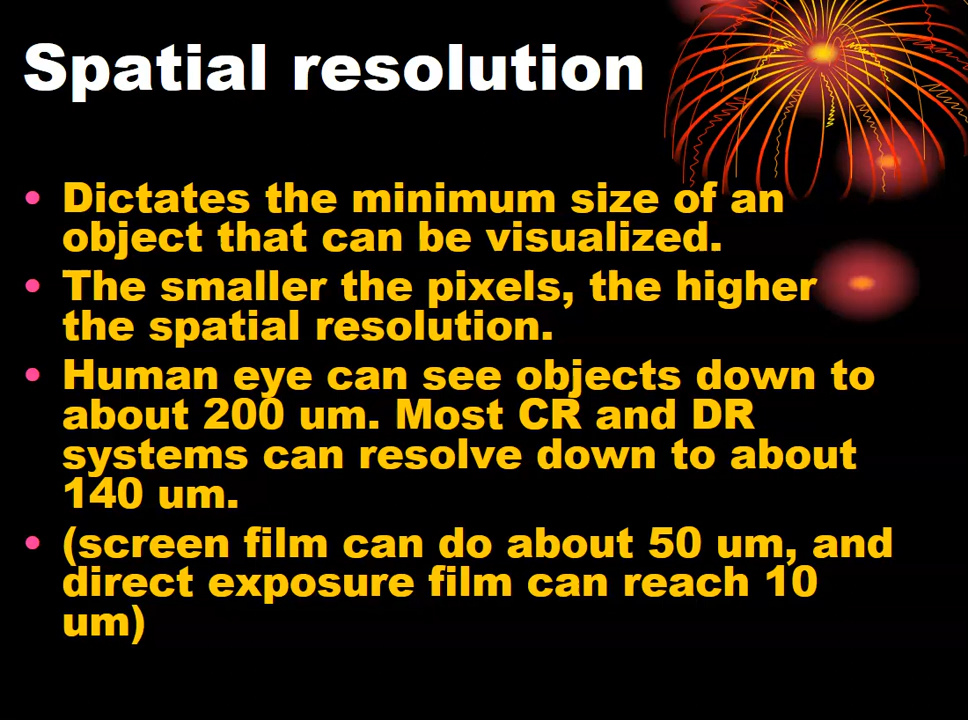 Spatial resolution
• Dictates the minimum size of an
object that can be visualized.
• The smaller the pixels, the higher
the spatial resolution.
• Human eye can see objects down to
about 200 um. Most CR and DR
systems can resolve down to about
140 um.
• (screen film can do about 50 um, and
direct exposure film can reach 10
um)